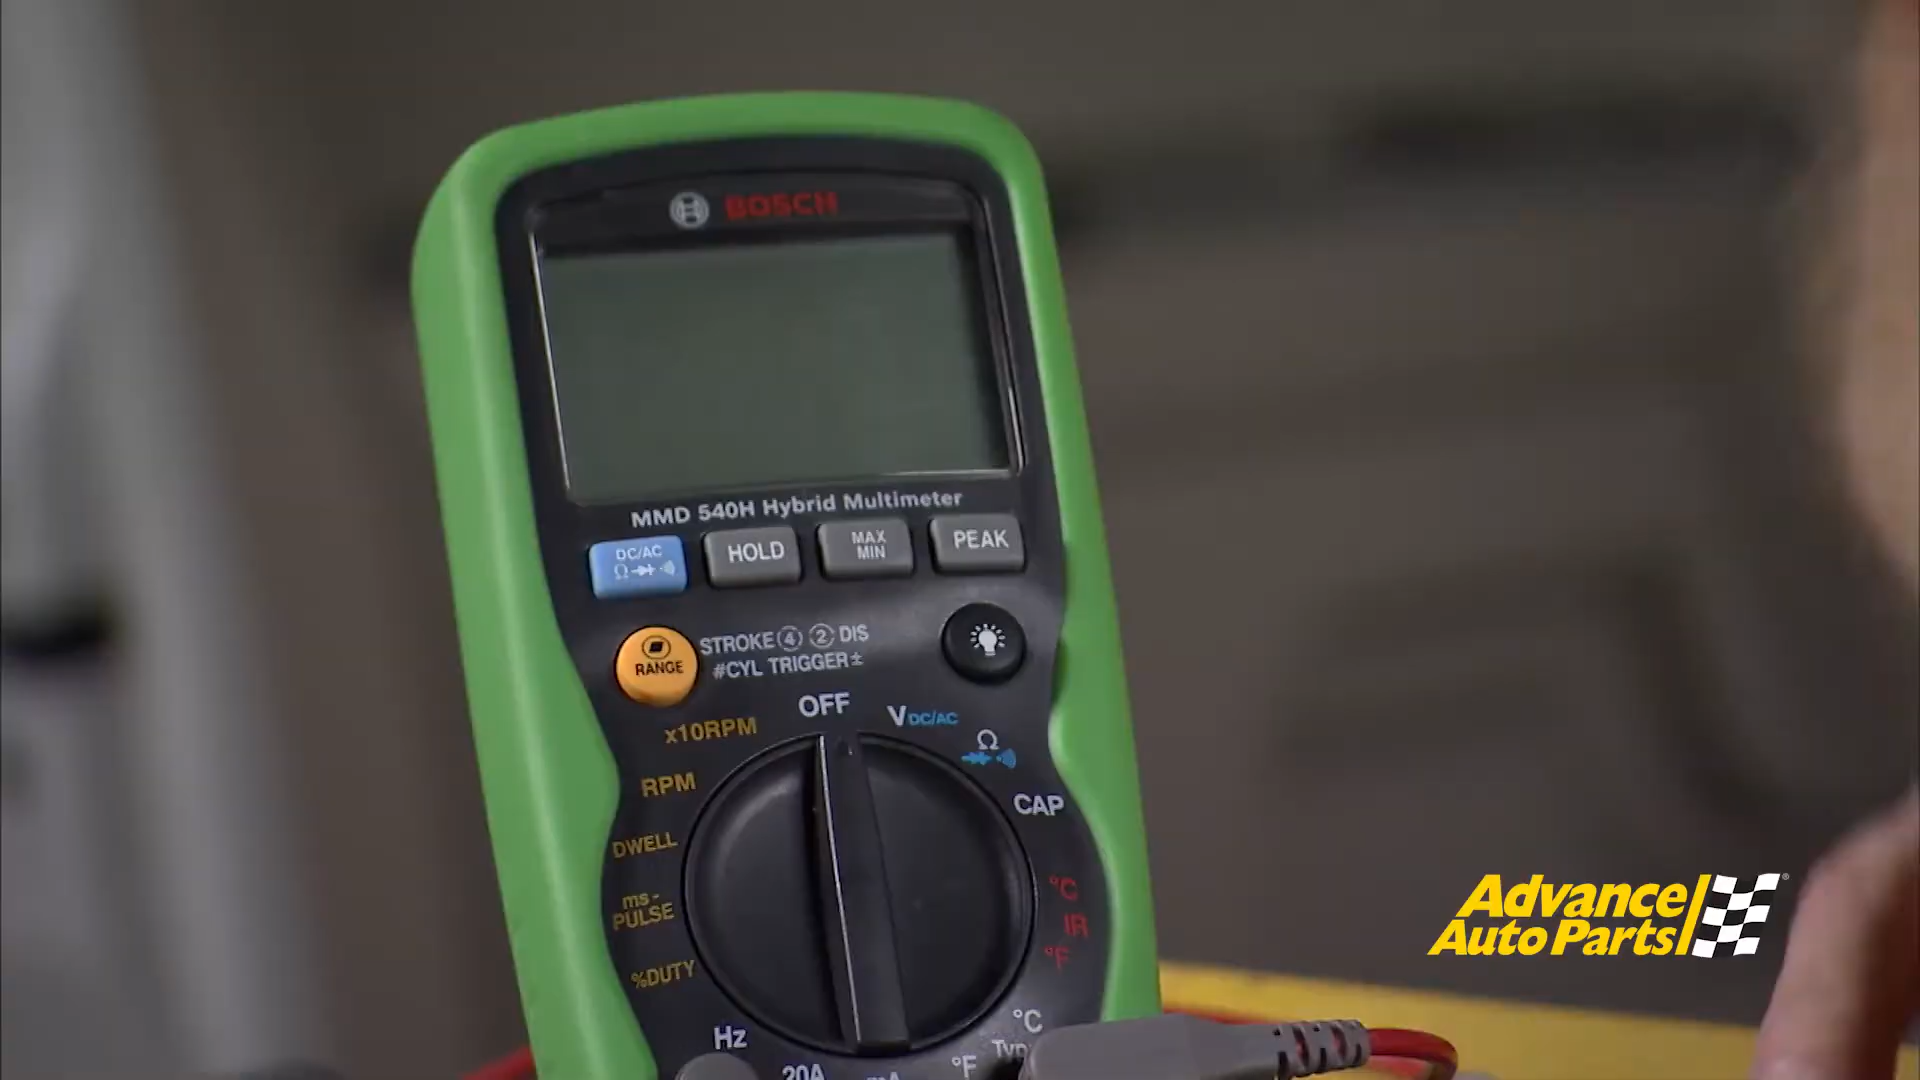 BOSCH
MMD 540H Hybrid Multimeter
DC/AC
Ω
HOLD
MAX
MIN
PEAK
RANGE
STROKE ④ ② DIS
#CYL TRIGGER ±
OFF
x10RPM
V DC/AC
Ω
RPM
CAP
DWELL
°C
IR
°F
ms-
PULSE
%DUTY
Hz
20A
°C
°F
Advance
Auto Parts
®